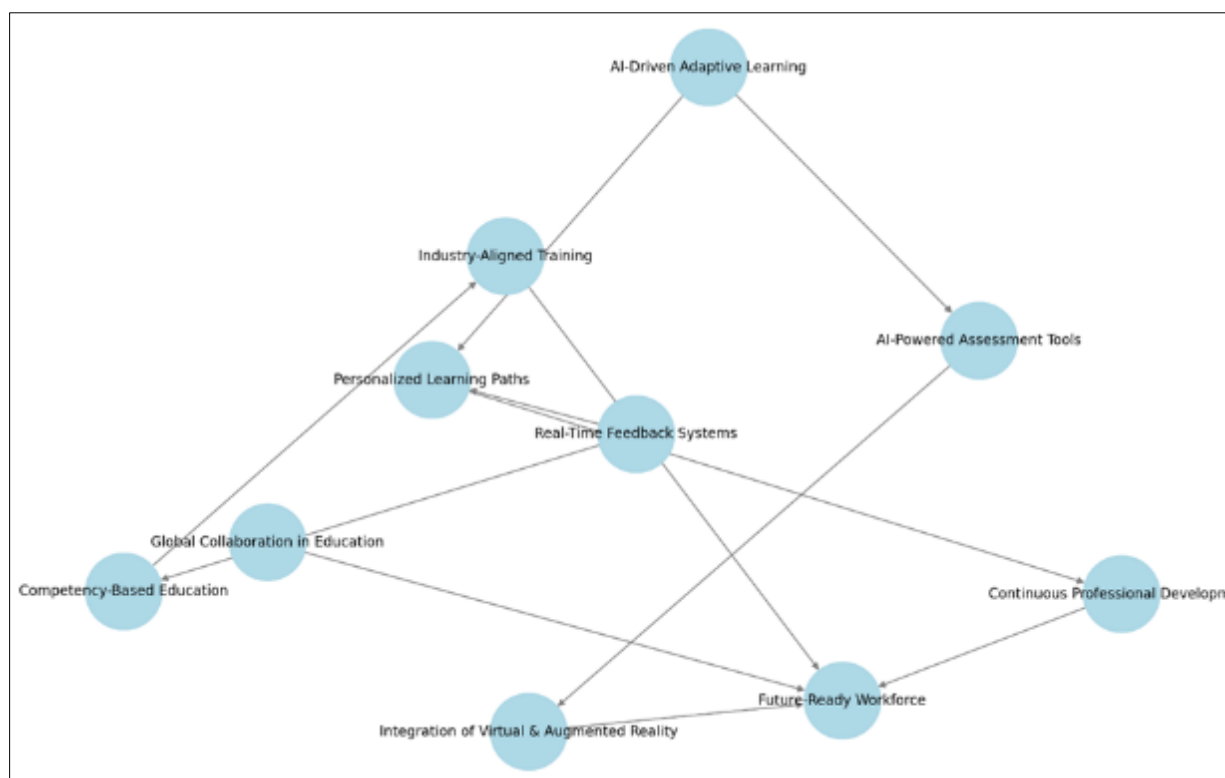 AI-Driven Adaptive Learning
Industry-Aligned Training
AI-Powered Assessment Tools
Personalized Learning Paths
Real-Time Feedback Systems
Global Collaboration in Education
Competency-Based Education
Continuous Professional Developm
Future-Ready Workforce
Integration of Virtual & Augmented Reality